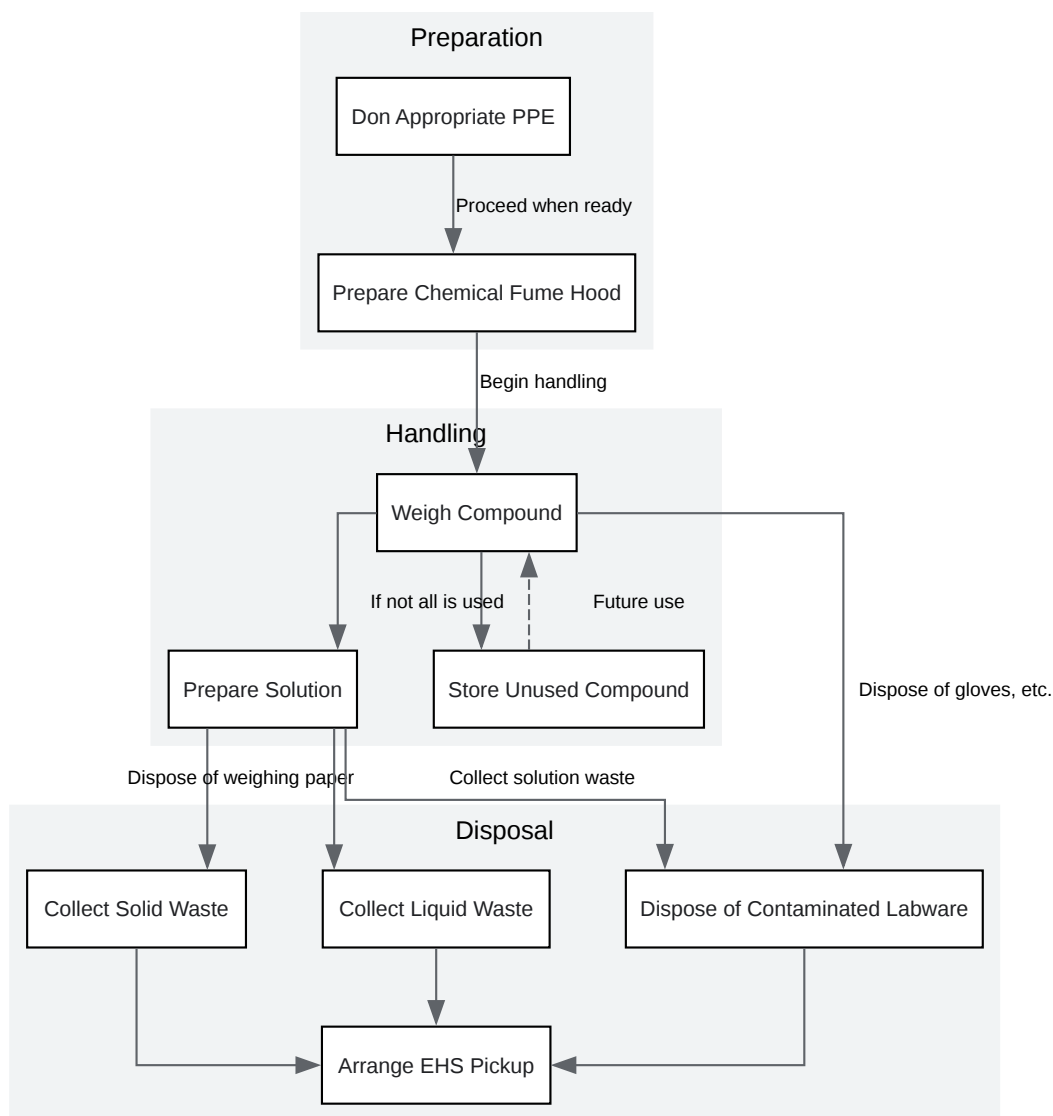 Preparation
Don Appropriate PPE
Proceed when ready
Prepare Chemical Fume Hood
Begin handling
Handling
Weigh Compound
If not all is used
Future use
Prepare Solution
Store Unused Compound
Dispose of gloves, etc.
Dispose of weighing paper
Collect solution waste
Disposal
Collect Solid Waste
Collect Liquid Waste
Dispose of Contaminated Labware
Arrange EHS Pickup